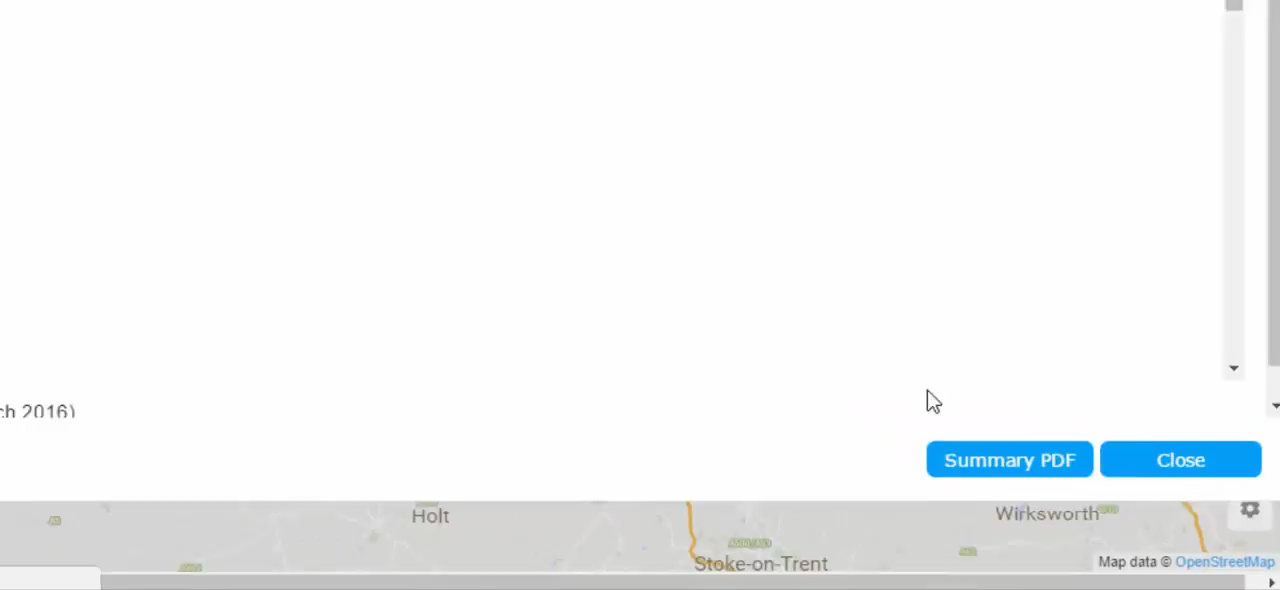 ch 2016)
Summary PDF
Close
Holt
Wirksworth
Stoke-on-Trent
Map data © OpenStreetMap